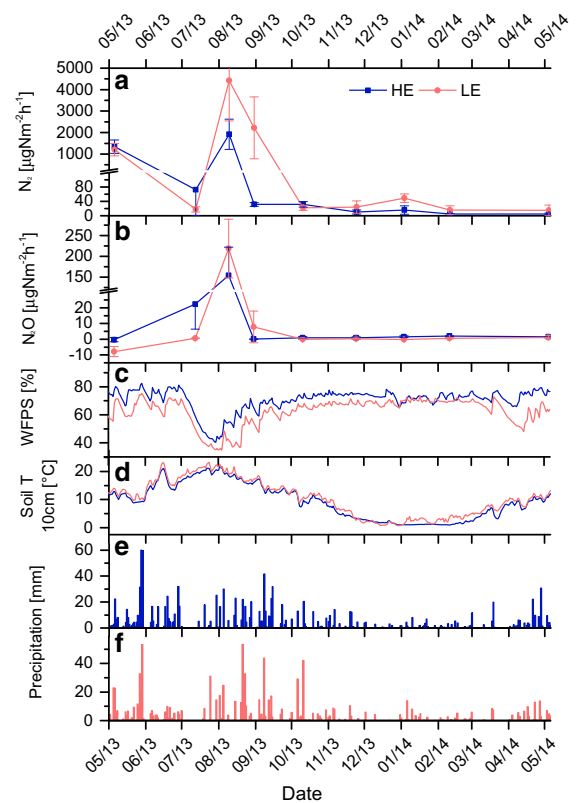 05/13 06/13 07/13 08/13 09/13 10/13 11/13 12/13 01/14 02/14 03/14 04/14 05/14
a
HE LE
N₂ [µgNm⁻²h⁻¹]
5000
4000
3000
2000
1000
80
40
0
b
N₂O [µgNm⁻²h⁻¹]
250
200
150
20
10
0
-10
c
WFPS [%]
80
60
40
d
Soil T
10cm [°C]
20
10
0
e
Precipitation [mm]
60
40
20
0
f
40
20
0
05/13 06/13 07/13 08/13 09/13 10/13 11/13 12/13 01/14 02/14 03/14 04/14 05/14
Date